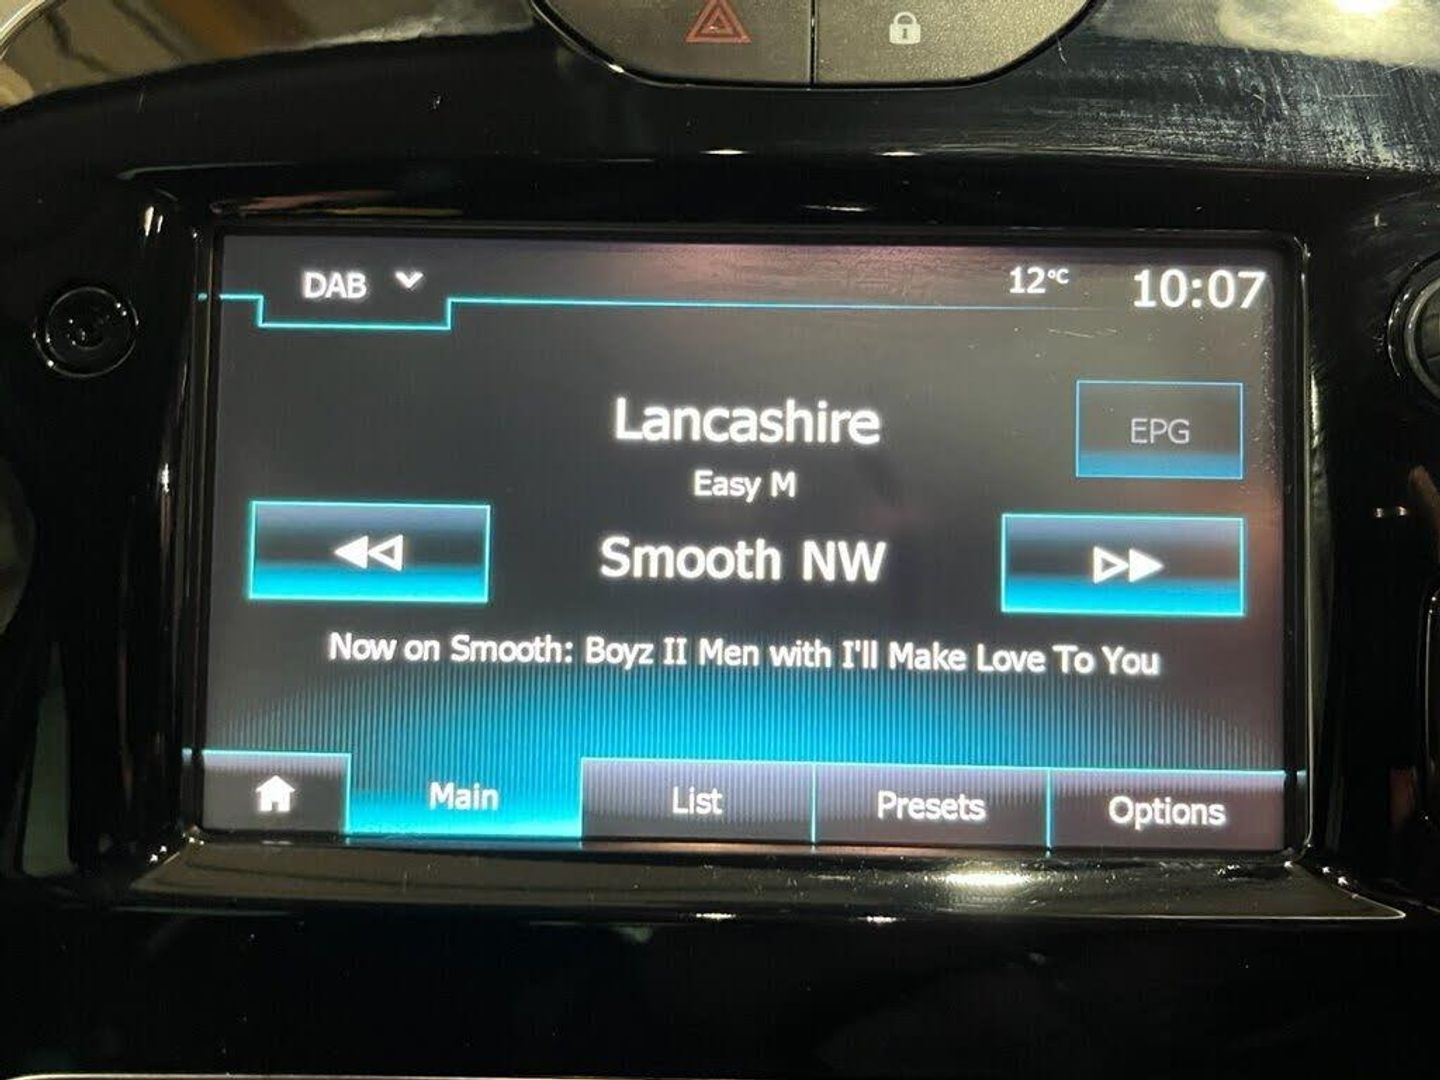 DAB
12°C
10:07
Lancashire
EPG
Easy M
Smooth NW
Now on Smooth: Boyz II Men with I'll Make Love To You
Main
List
Presets
Options